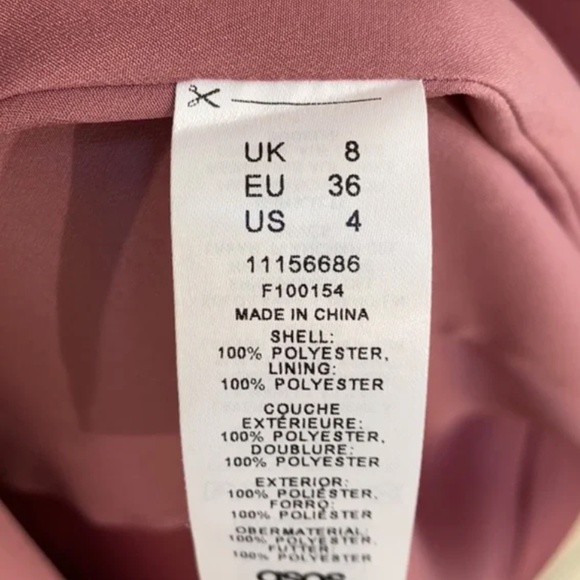 UK 8
EU 36
US 4
11156686
F100154
MADE IN CHINA
SHELL:
100% POLYESTER,
LINING:
100% POLYESTER
COUCHE
EXTÉRIEURE:
100% POLYESTER,
DOUBLURE:
100% POLYESTER
EXTERIOR:
100% POLIÉSTER,
FORRO:
100% POLIÉSTER
OBERMATERIAL:
100% POLYESTER,
FUTTER:
100% POLYESTER
asos